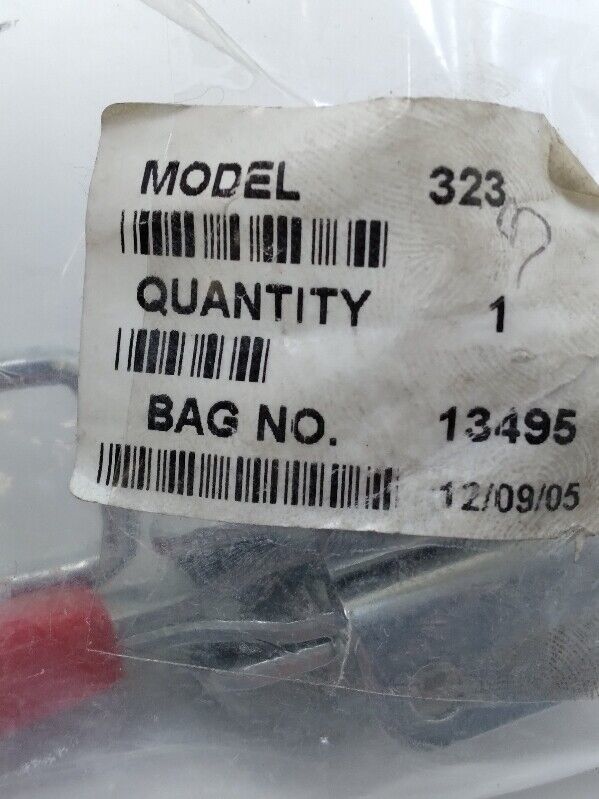 MODEL 323
QUANTITY 1
BAG NO. 13495
12/09/05